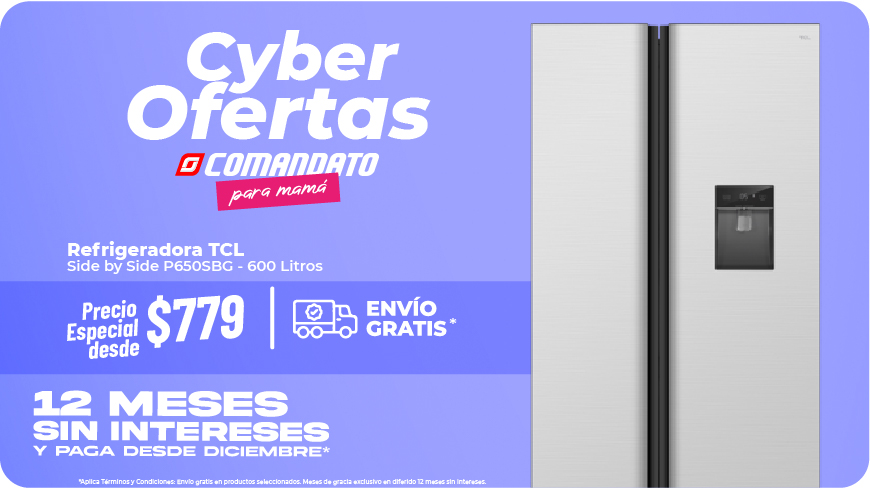 Cyber
Ofertas
COMANDATO
para mamá
Refrigeradora TCL
Side by Side P650SBG - 600 Litros
Precio
Especial
desde
$779
ENVÍO
GRATIS*
12 MESES
SIN INTERESES
Y PAGA DESDE DICIEMBRE*
*Aplica Términos y Condiciones: Envío gratis en productos seleccionados. Meses de gracia exclusivo en diferido 12 meses sin intereses.
TCL